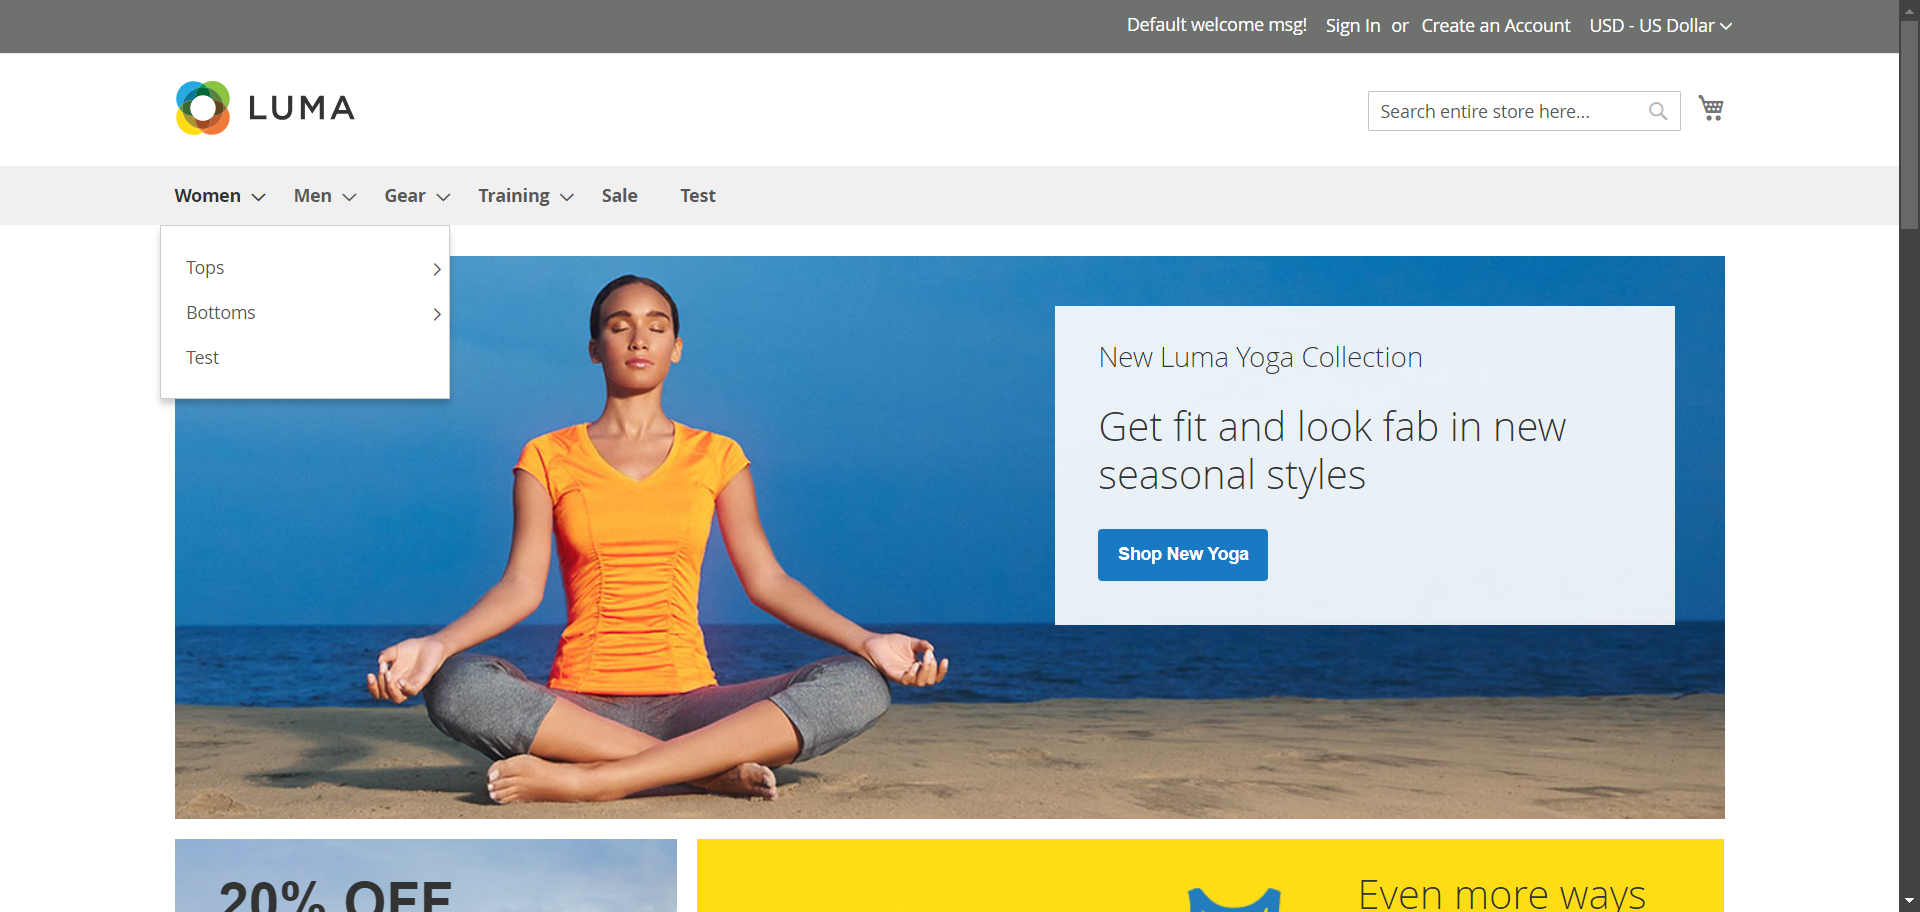 Default welcome msg! Sign In or Create an Account USD - US Dollar
LUMA
Search entire store here...
Women Men Gear Training Sale Test
Tops
Bottoms
Test
New Luma Yoga Collection
Get fit and look fab in new
seasonal styles
Shop New Yoga
20% OFF
Even more ways